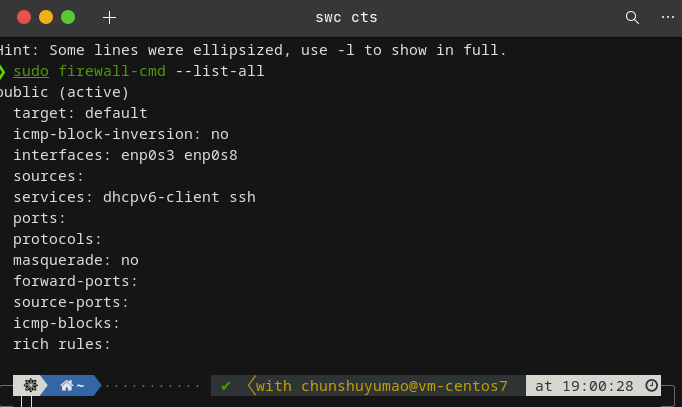 swc cts
Hint: Some lines were ellipsized, use -l to show in full.
❯ sudo firewall-cmd --list-all
public (active)
  target: default
  icmp-block-inversion: no
  interfaces: enp0s3 enp0s8
  sources:
  services: dhcpv6-client ssh
  ports:
  protocols:
  masquerade: no
  forward-ports:
  source-ports:
  icmp-blocks:
  rich rules:
~ ··········· ✔ with chunshuyumao@vm-centos7 at 19:00:28